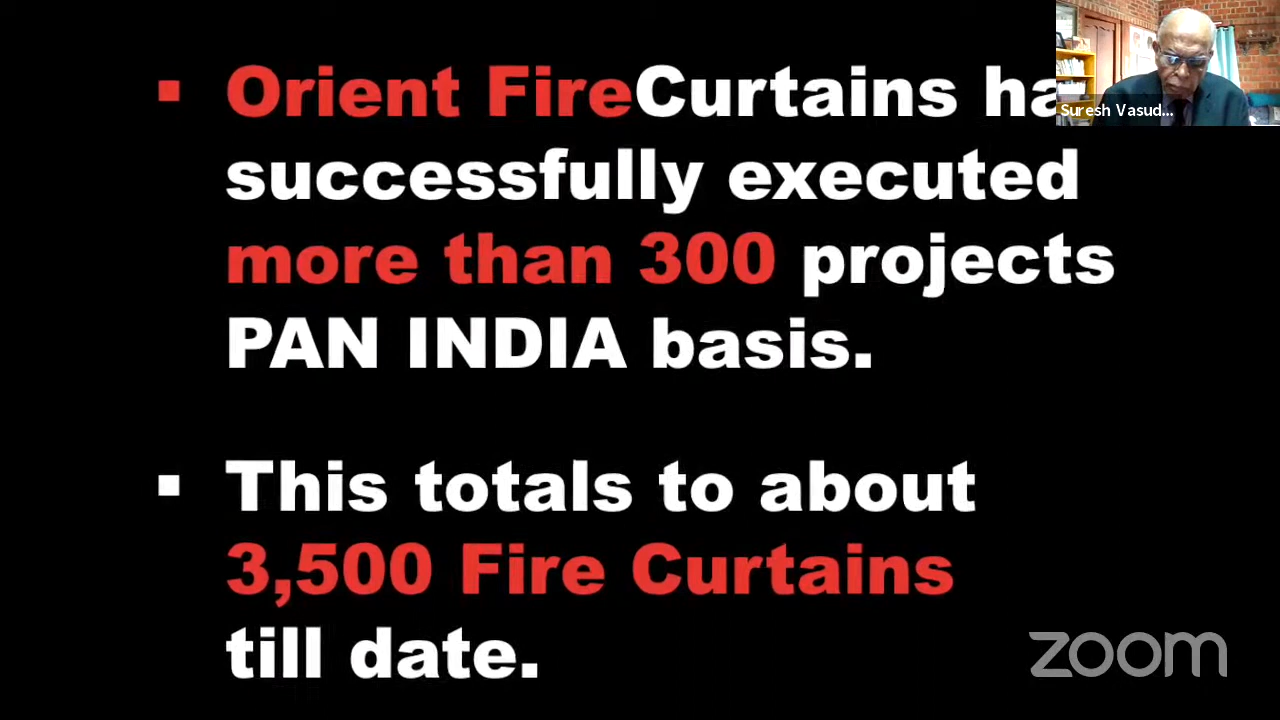 ▪ Orient FireCurtains ha
successfully executed
more than 300 projects
PAN INDIA basis.
▪ This totals to about
3,500 Fire Curtains
till date.
Suresh Vasud...
zoom